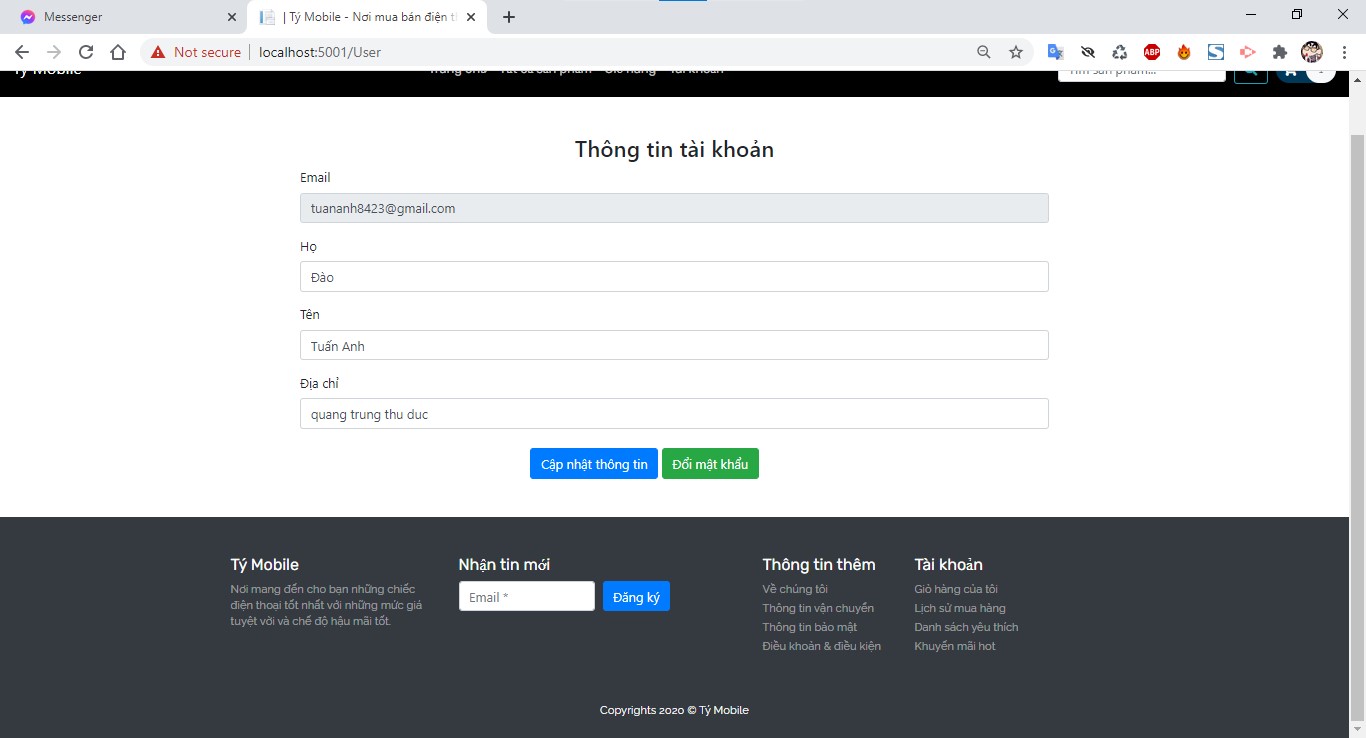 Messenger
| Tý Mobile - Nơi mua bán điện t
Not secure
localhost:5001/User
ABP
Tý Mobile
Trang chủ
Tất cả sản phẩm
Giỏ hàng
Tài khoản
Tìm sản phẩm...
Thông tin tài khoản
Email
tuananh8423@gmail.com
Họ
Đào
Tên
Tuấn Anh
Địa chỉ
quang trung thu duc
Cập nhật thông tin
Đổi mật khẩu
Tý Mobile
Nơi mang đến cho bạn những chiếc
điện thoại tốt nhất với những mức giá
tuyệt vời và chế độ hậu mãi tốt.
Nhận tin mới
Email *
Đăng ký
Thông tin thêm
Về chúng tôi
Thông tin vận chuyển
Thông tin bảo mật
Điều khoản & điều kiện
Tài khoản
Giỏ hàng của tôi
Lịch sử mua hàng
Danh sách yêu thích
Khuyến mãi hot
Copyrights 2020 © Tý Mobile